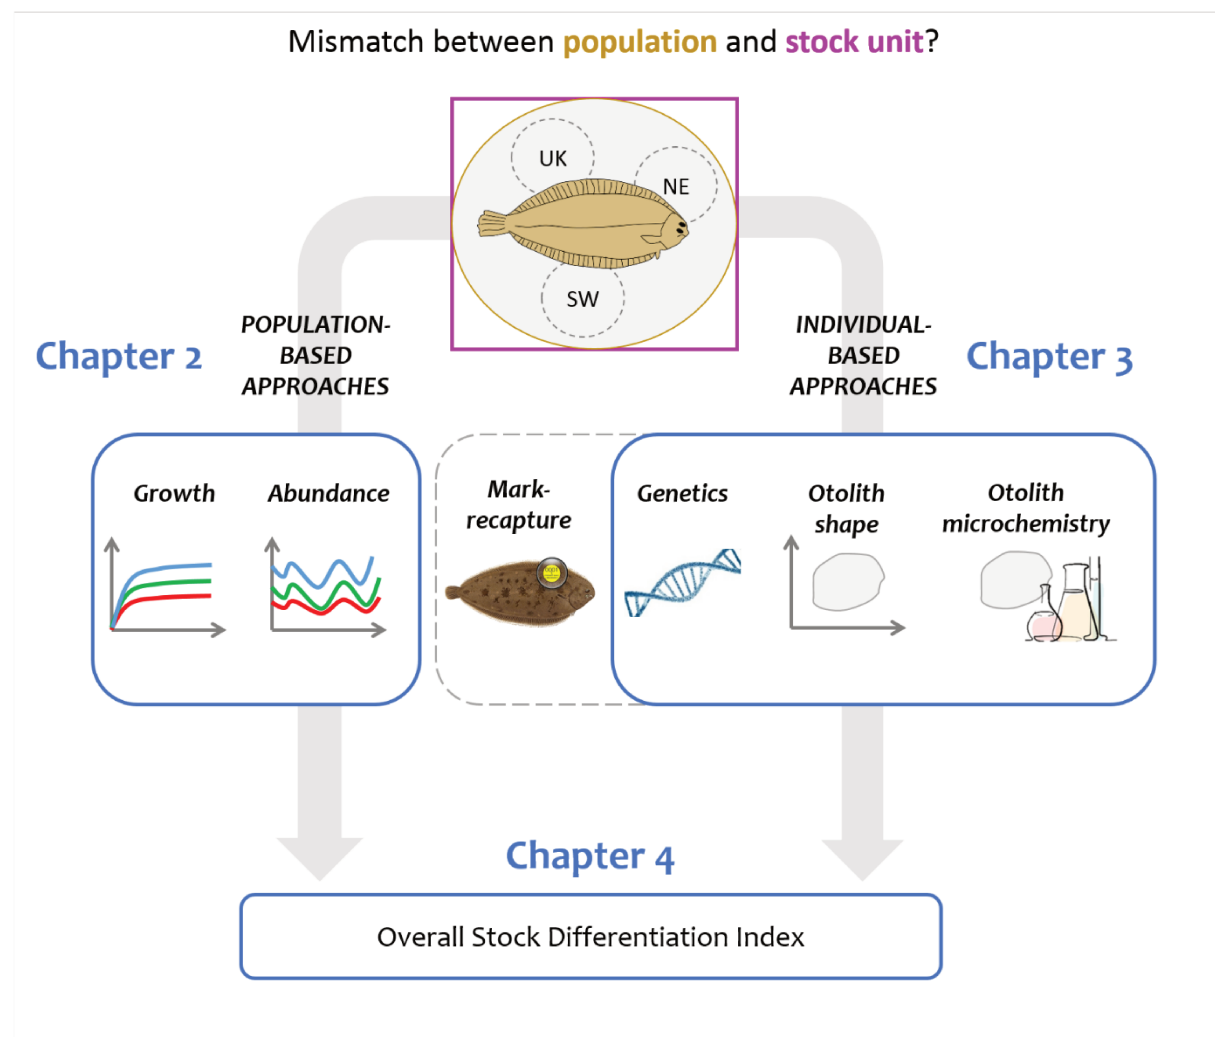 Mismatch between population and stock unit?
UK
NE
SW
POPULATION-
BASED
APPROACHES
Chapter 2
INDIVIDUAL-
BASED
APPROACHES
Chapter 3
Growth
Abundance
Mark-
recapture
Genetics
Otolith
shape
Otolith
microchemistry
Chapter 4
Overall Stock Differentiation Index